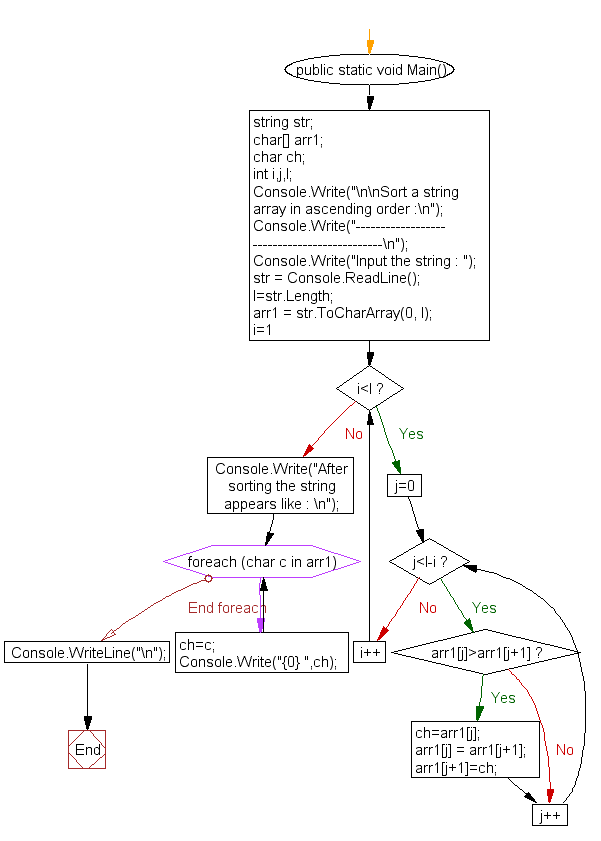 public static void Main()
string str;
char[] arr1;
char ch;
int i,j,l;
Console.Write("\n\nSort a string
array in ascending order :\n");
Console.Write("------------------
--------------------------\n");
Console.Write("Input the string : ");
str = Console.ReadLine();
l=str.Length;
arr1 = str.ToCharArray(0, l);
i=1
i<l ?
No
Yes
Console.Write("After
sorting the string
appears like : \n");
j=0
foreach (char c in arr1)
j<l-i ?
End foreach
No
Yes
Console.WriteLine("\n");
ch=c;
Console.Write("{0} ",ch);
i++
arr1[j]>arr1[j+1] ?
Yes
End
ch=arr1[j];
arr1[j] = arr1[j+1];
arr1[j+1]=ch;
No
j++